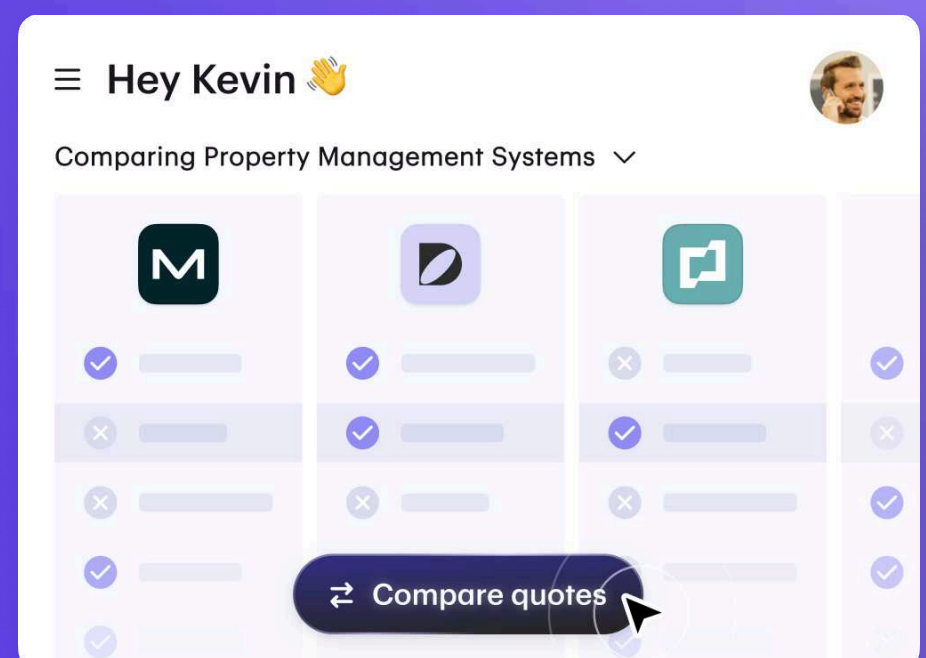 Hey Kevin 👋
Comparing Property Management Systems
Compare quotes